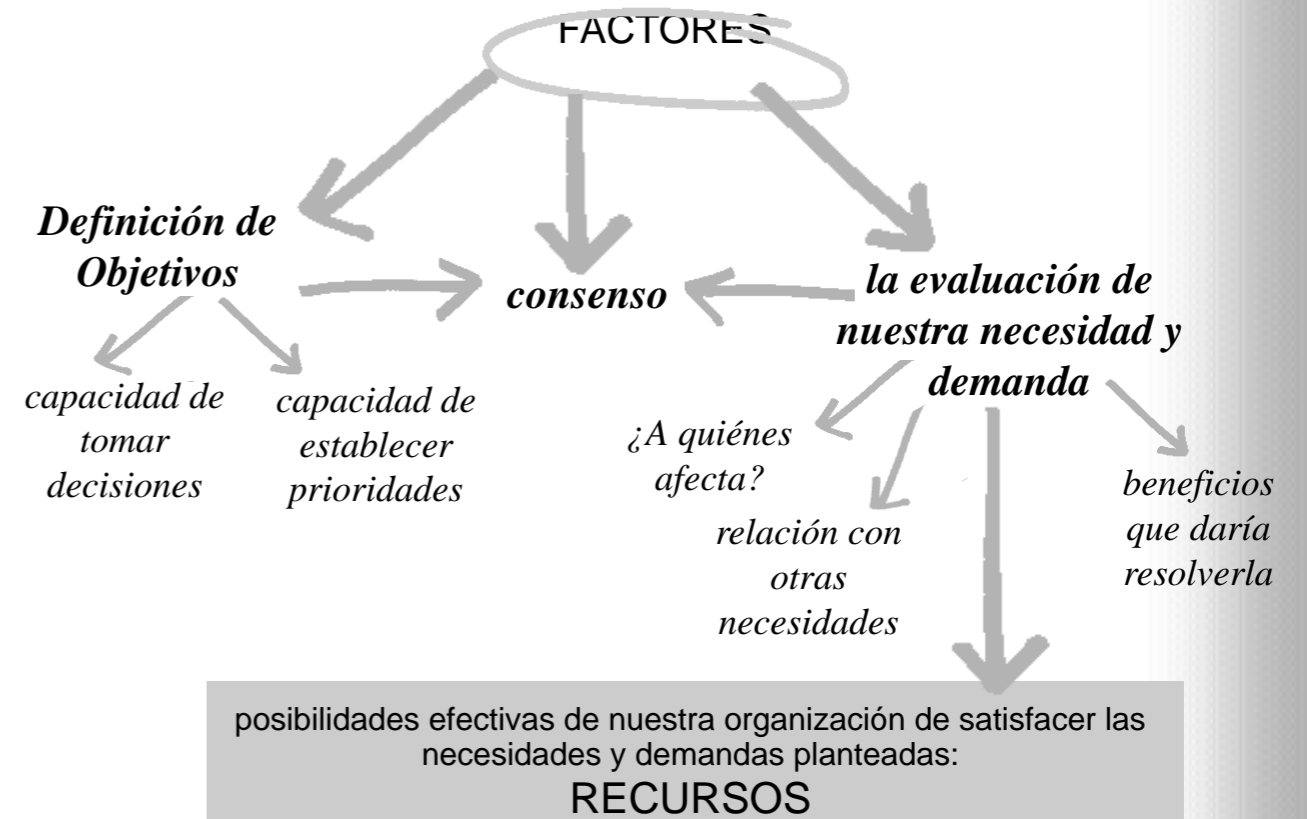 FACTORES
Definición de
Objetivos
consenso
la evaluación de
nuestra necesidad y
demanda
capacidad de
tomar
decisiones
capacidad de
establecer
prioridades
¿A quiénes
afecta?
relación con
otras
necesidades
beneficios
que daría
resolverla
posibilidades efectivas de nuestra organización de satisfacer las
necesidades y demandas planteadas:
RECURSOS